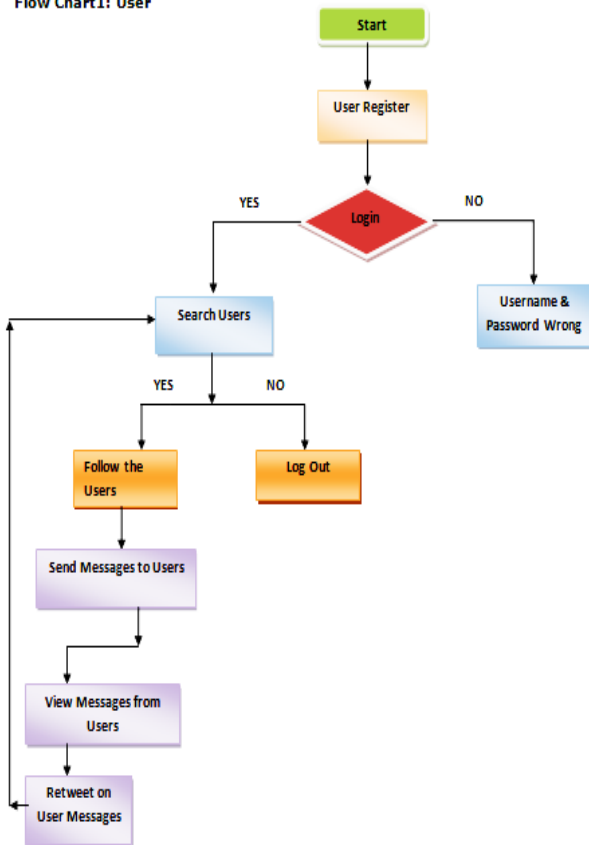 Flow Chart1: User
Start
User Register
Login
YES
NO
Search Users
Username &
Password Wrong
YES
NO
Follow the
Users
Log Out
Send Messages to Users
View Messages from
Users
Retweet on
User Messages